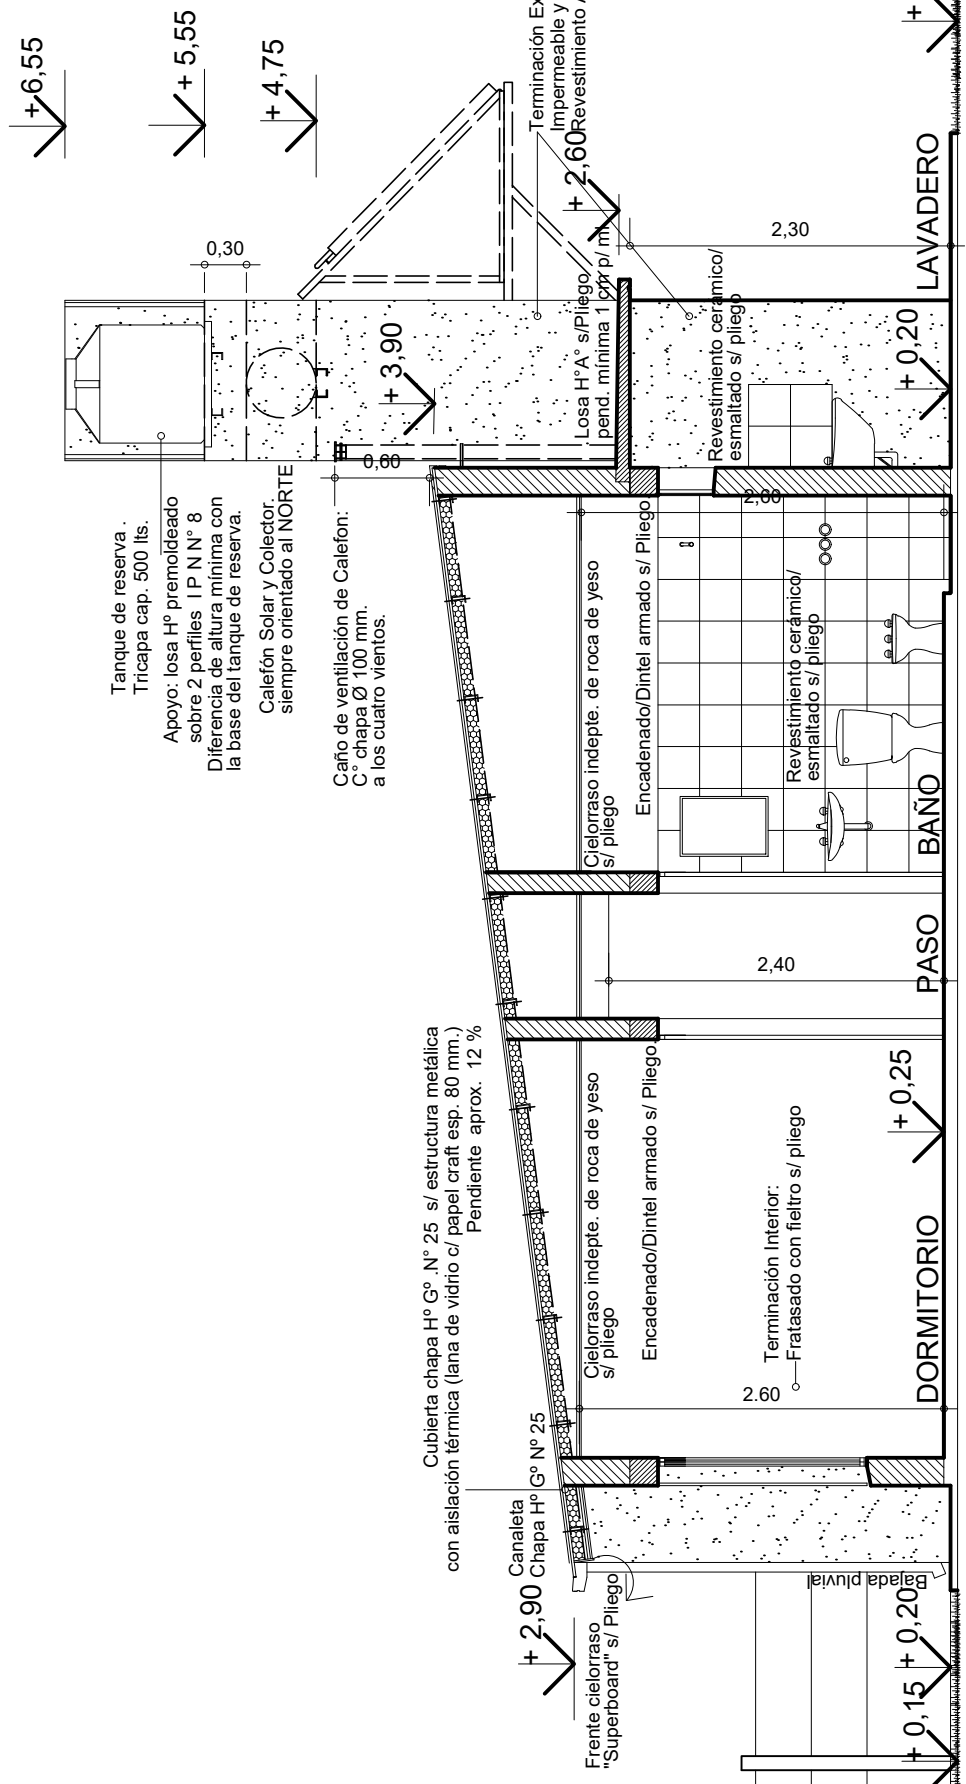 + 6,55
+ 5,55
+ 4,75
0,30
Tanque de reserva .
Tricapa cap. 500 lts.
Apoyo: losa Hº premoldeado
sobre 2 perfiles I P N N° 8
Diferencia de altura mínima con
la base del tanque de reserva.
Calefón Solar y Colector.
siempre orientado al NORTE
Caño de ventilación de Calefon:
C° chapa Ø 100 mm.
a los cuatro vientos.
0,60
+ 3,90
Terminación
Impermeable y
Revestimiento
+ 2,60
Losa H°A° s/Pliego
pend. mínima 1 cm p/ ml
2,30
Revestimiento cerámico/
esmaltado s/ pliego
LAVADERO
+ 0,20
+
Cubierta chapa Hº Gº .N° 25 s/ estructura metálica
con aislación térmica (lana de vidrio c/ papel craft esp. 80 mm.)
Pendiente aprox. 12 %
Canaleta
Chapa Hº Gº Nº 25
+ 2,90
Frente cielorraso
"Superboard" s/ Pliego
Bajada pluvial
+ 0,15
+ 0,20
Cielorraso indepte. de roca de yeso
s/ pliego
Encadenado/Dintel armado s/ Pliego
Terminación Interior:
Fratasado con fieltro s/ pliego
2.60
DORMITORIO
+ 0,25
2,40
PASO
Cielorraso indepte. de roca de yeso
s/ pliego
Encadenado/Dintel armado s/ Pliego
2,60
Revestimiento cerámico/
esmaltado s/ pliego
BAÑO